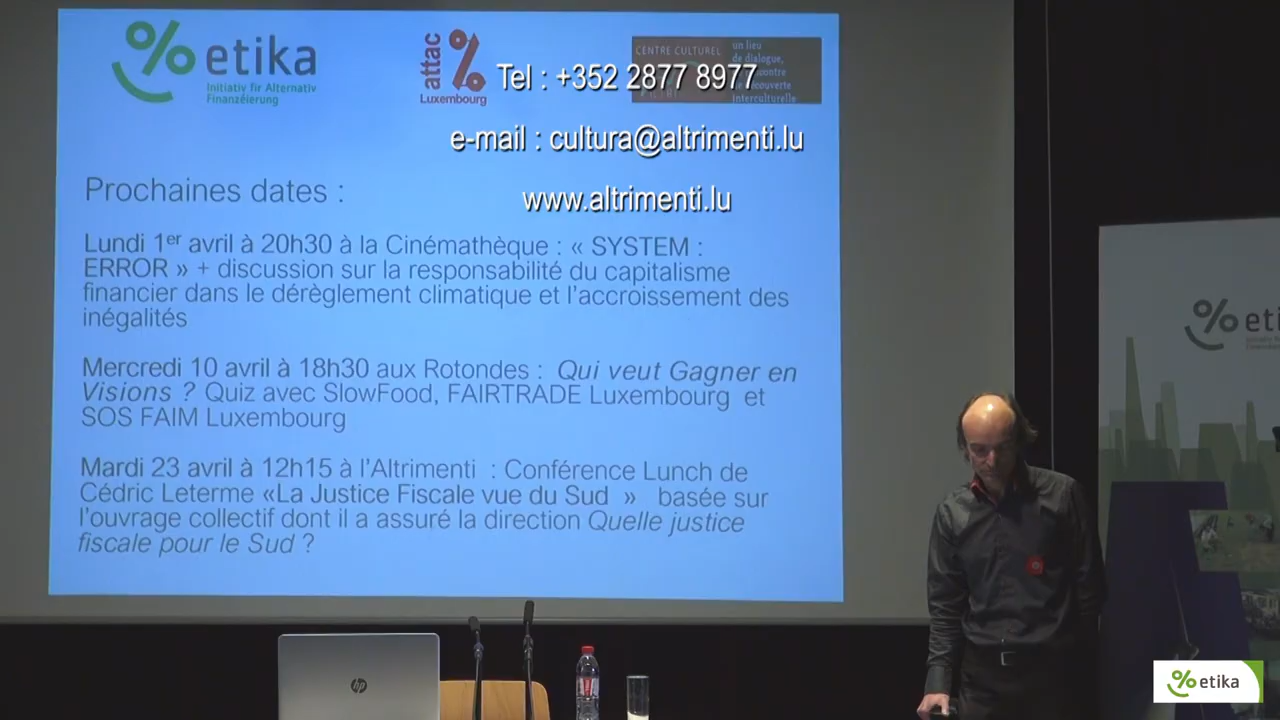 etika
Initiativ fir Alternativ
Finanzéierung
attac
Luxembourg
CENTRE CULTUREL
un lieu
de dialogue,
interculturelle
Tel : +352 2877 8977
e-mail : cultura@altrimenti.lu
www.altrimenti.lu
Prochaines dates :
Lundi 1er avril à 20h30 à la Cinémathèque : « SYSTEM :
ERROR » + discussion sur la responsabilité du capitalisme
financier dans le dérèglement climatique et l’accroissement des
inégalités
Mercredi 10 avril à 18h30 aux Rotondes : Qui veut Gagner en
Visions ? Quiz avec SlowFood, FAIRTRADE Luxembourg et
SOS FAIM Luxembourg
Mardi 23 avril à 12h15 à l’Altrimenti : Conférence Lunch de
Cédric Leterme «La Justice Fiscale vue du Sud » basée sur
l’ouvrage collectif dont il a assuré la direction Quelle justice
fiscale pour le Sud ?
eti
hp
etika